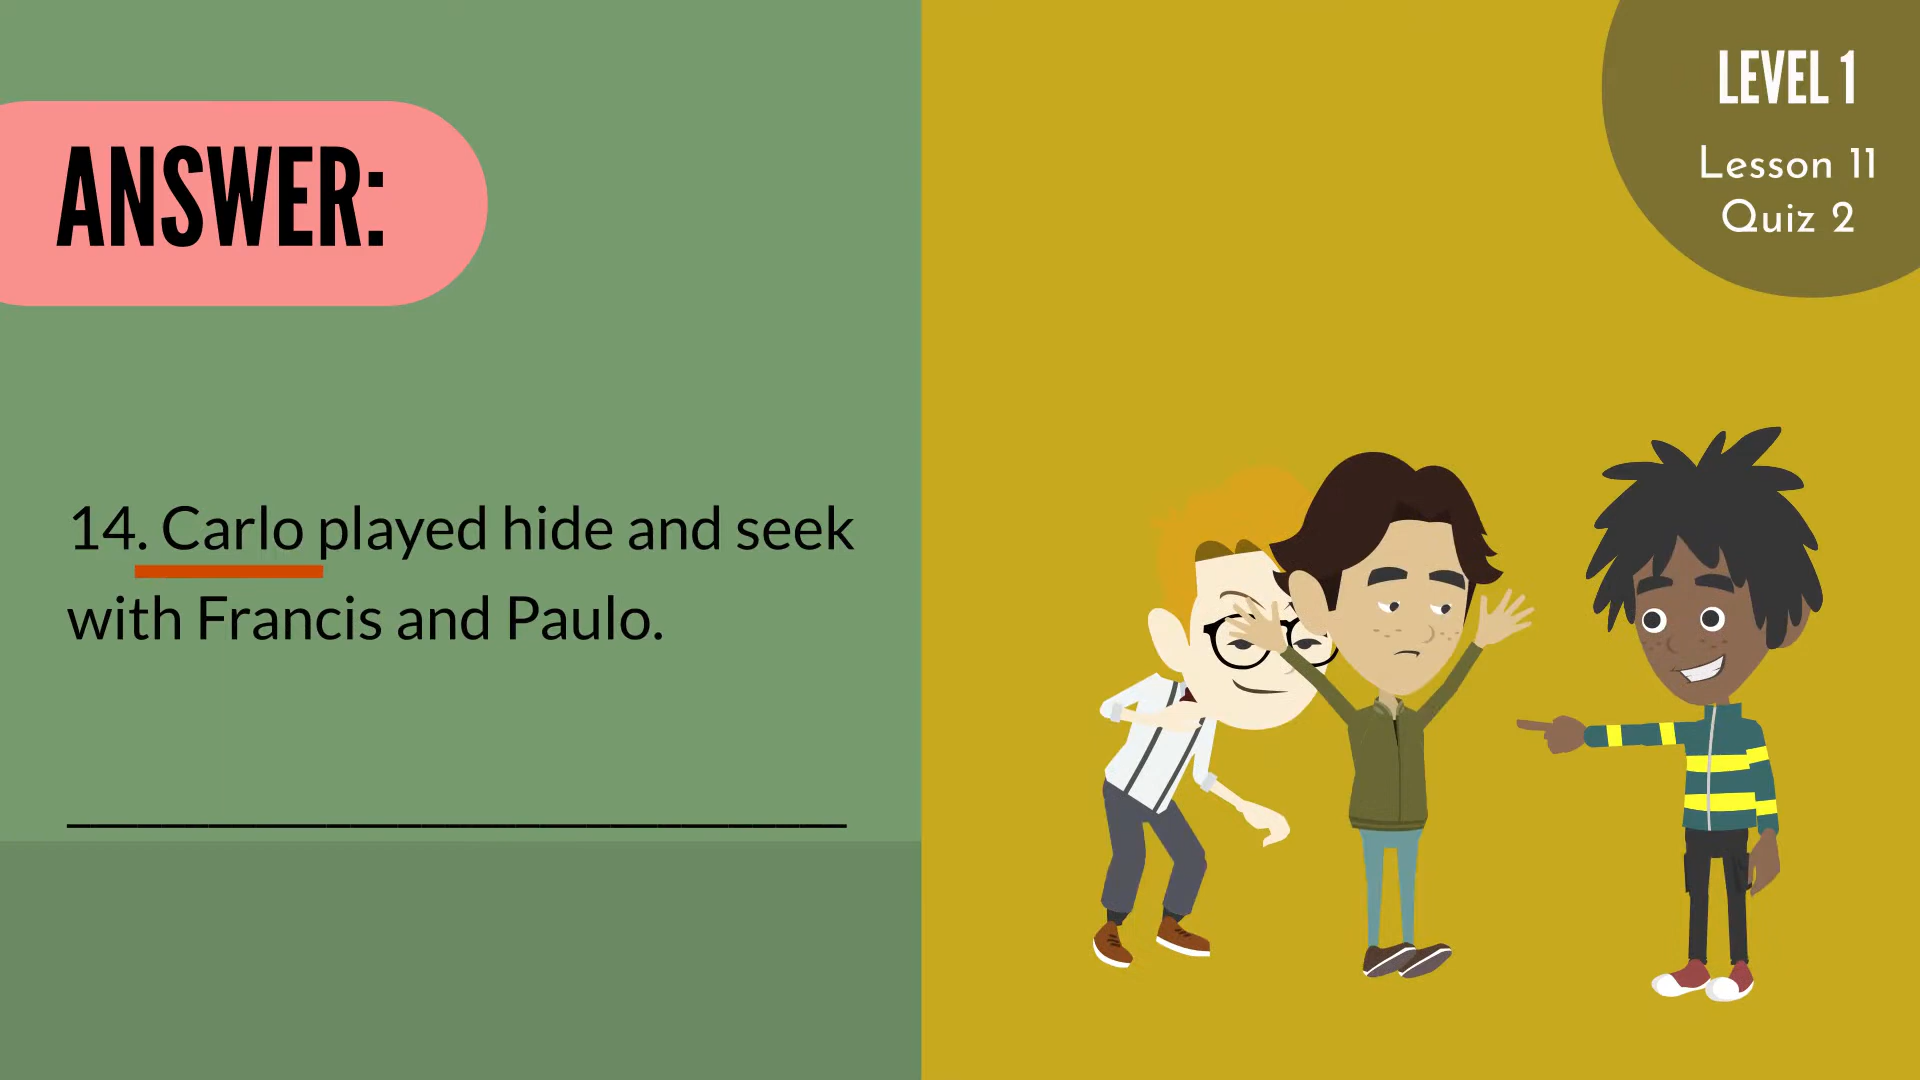 LEVEL 1
Lesson 11
Quiz 2
ANSWER:
14. Carlo played hide and seek
with Francis and Paulo.